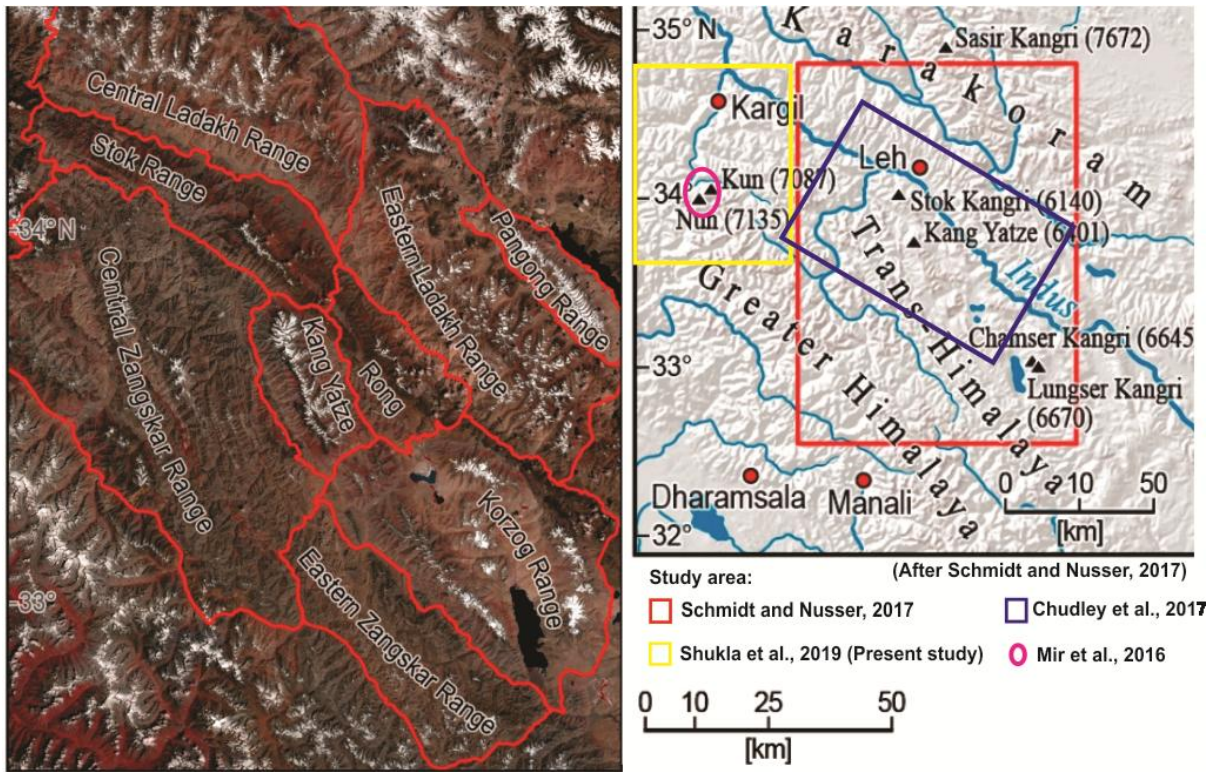 Central Ladakh Range
Stok Range
34° N
Central Zangskar Range
Kang Yatze
Rong
Eastern Ladakh Range
Pangong Range
Korzog Range
Eastern Zangskar Range
33°
35° N
Karakoram
Sasir Kangri (7672)
Kargil
Leh
34°
Kun (7087)
Nun (7135)
Stok Kangri (6140)
Kang Yatze (6401)
Trans-Himalaya
Indus
Greater Himalaya
33°
Chamser Kangri (6645
Lungser Kangri
(6670)
Dharamsala
Manali
0 10 50
[km]
32°
Study area:
(After Schmidt and Nusser, 2017)
Schmidt and Nusser, 2017
Chudley et al., 2017
Shukla et al., 2019 (Present study)
Mir et al., 2016
0 10 25 50
[km]